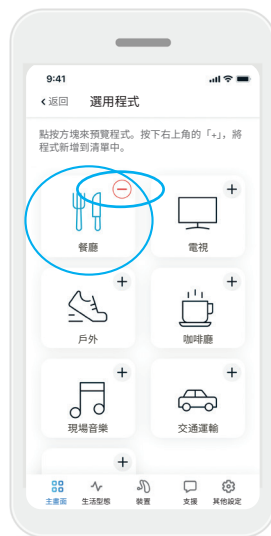 9:41
返回 選用程式
點按方塊來預覽程式。按下右上角的「+」，將
程式新增到清單中。
餐廳 電視
戶外 咖啡廳
現場音樂 交通運輸
主畫面 生活型態 裝置 支援 其他設定